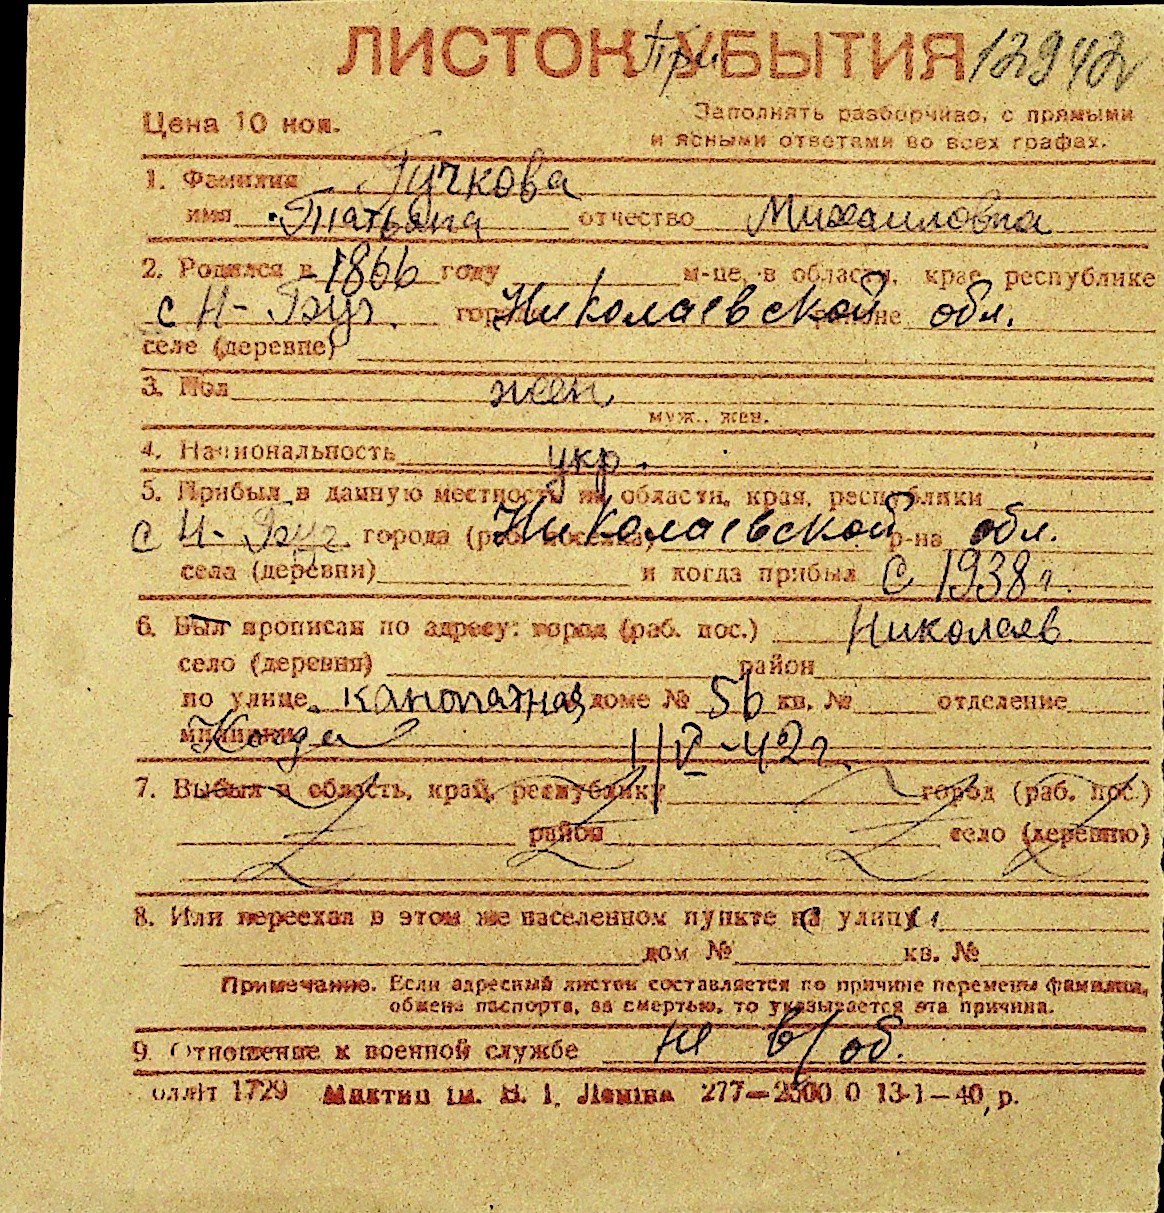 ЛИСТОК При УБЫТИЯ 12942
Цена 10 коп.
Заполнять разборчиво, с прямыми
и ясными ответами во всех графах.
1. Фамилия Гучкова
имя Татьяна отчество Михаиловна
2. Родился в 1866 году м-це, в области, крае, республике
с Н-Буг. городе Николаевской районе обл.
селе (деревне)
3. Пол жен
муж., жен.
4. Национальность укр.
5. Прибыл в данную местность из области, края, республики
с Н-Буг. города (раб. поселка) Николаевской р-на обл.
села (деревни) и когда прибыл с 1938 г.
6. Был прописан по адресу: город (раб. пос.) Николаев
село (деревня) район
по улице канопатная доме № 56 кв. № отделение
милиции Когда 1/V-42 г.
7. Выбыл в область, край, республику город (раб. пос.)
район село (деревню)
8. Или переехал в этом же населенном пункте на улицу
дом № кв. №
Примечание. Если адресный листок составляется по причине перемены фамилии,
обмена паспорта, за смертью, то указывается эта причина.
9. Отношение к военной службе не в/об.
1729 ім. В. І. Леніна 277—2500 0 13-1—40 р.